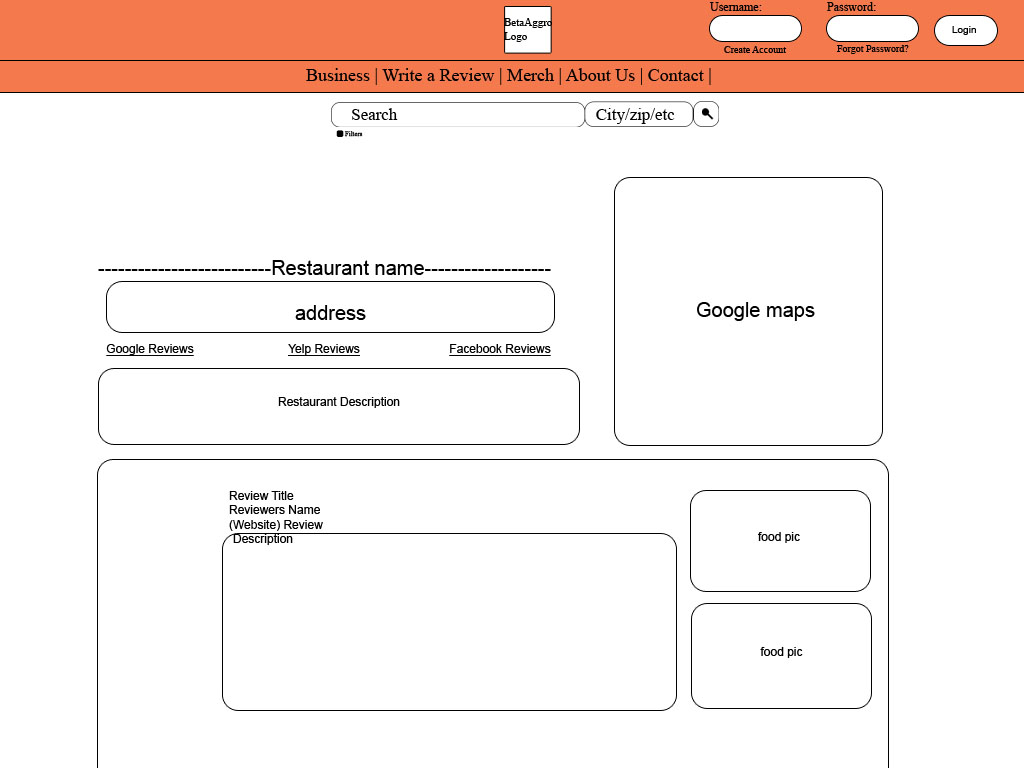 Username:
Password:
BetaAggro
Logo
Login
Create Account
Forgot Password?
Business | Write a Review | Merch | About Us | Contact |
Search
City/zip/etc
Filters
--------------------------Restaurant name-------------------
address
Google maps
Google Reviews
Yelp Reviews
Facebook Reviews
Restaurant Description
Review Title
Reviewers Name
(Website) Review
Description
food pic
food pic